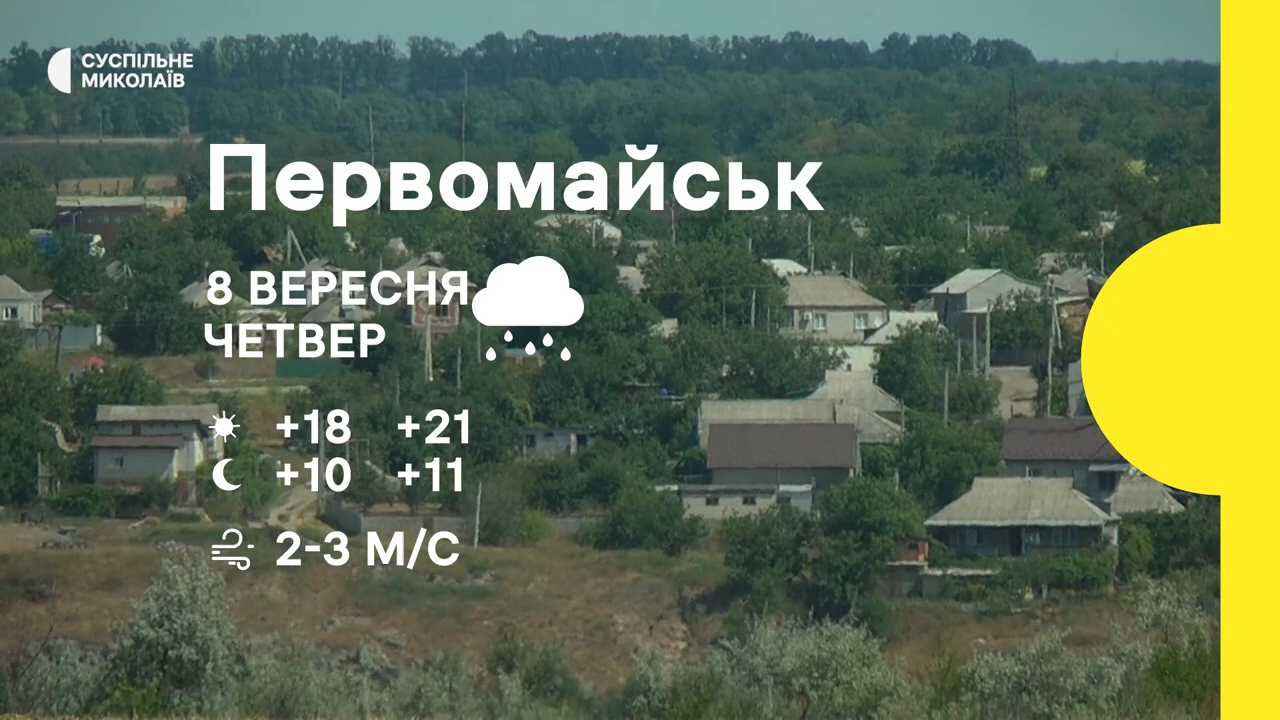 СУСПІЛЬНЕ
МИКОЛАЇВ
Первомайськ
8 ВЕРЕСНЯ
ЧЕТВЕР
+18 +21
+10 +11
2-3 М/С